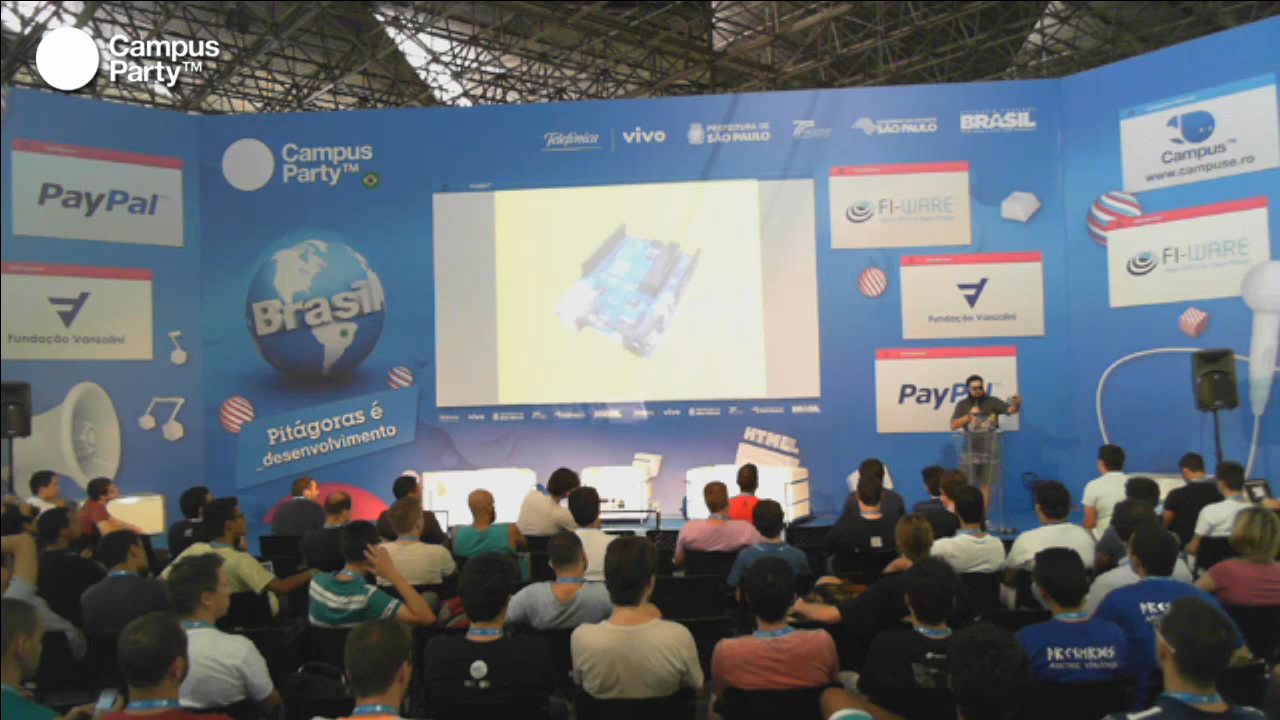 Campus
Party™
Telefónica
vivo
PREFEITURA DE
SÃO PAULO
SÃO PAULO
BRASIL
Campus™
www.campuse.ro
Campus
Party™
PayPal
FI-WARE
FI-WARE
Fundação Vanzolini
Brasil
Fundação Vanzolini
PayPal
Pitágoras é
_desenvolvimento
HTML